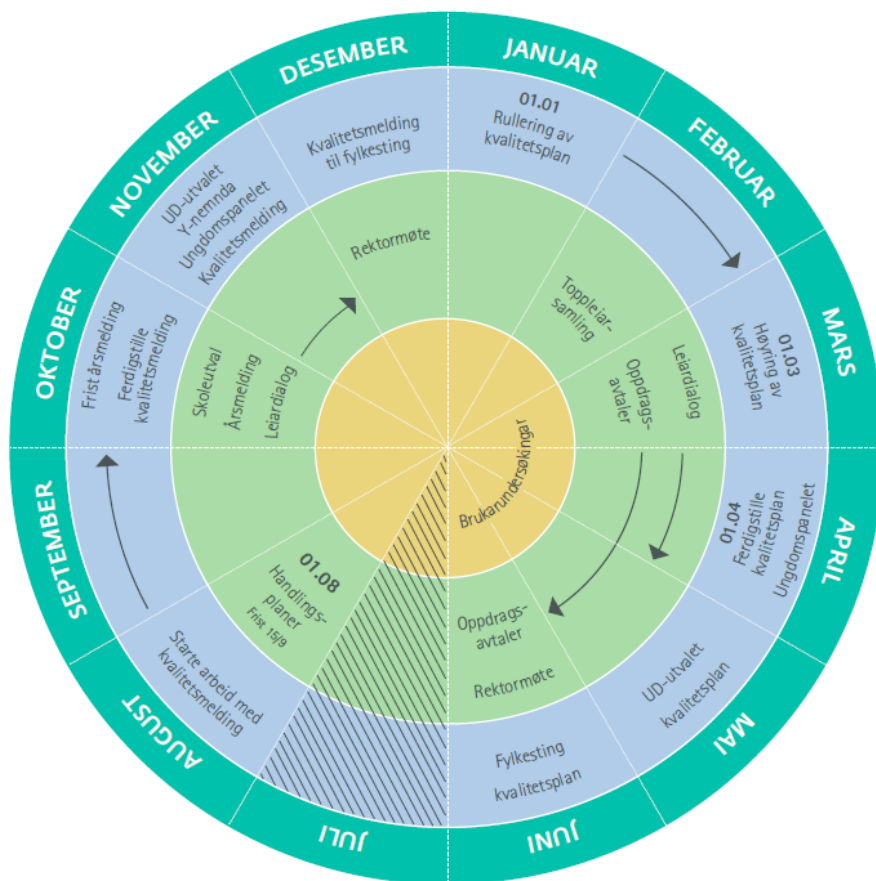 JANUAR
FEBRUAR
MARS
APRIL
MAI
JUNI
JULI
AUGUST
SEPTEMBER
OKTOBER
NOVEMBER
DESEMBER
01.01
Rullering av
kvalitetsplan
01.03
Høyring av
kvalitetsplan
01.04
Ferdigstille
kvalitetsplan
Ungdomspanelet
UD-utvalet
kvalitetsplan
Fylkesting
kvalitetsplan
Starte arbeid med
kvalitetsmelding
Frist årsmelding
Ferdigstille
kvalitetsmelding
UD-utvalet
Y-nemnda
Ungdomspanelet
Kvalitetsmelding
Kvalitetsmelding
til fylkesting
Toppleiar-
samling
Leiardialog
Oppdrags-
avtaler
Oppdrags-
avtaler
Rektormøte
01.08
Handlings-
planer
Frist 15/9
Skoleutval
Årsmelding
Leiardialog
Rektormøte
Brukarundersøkingar